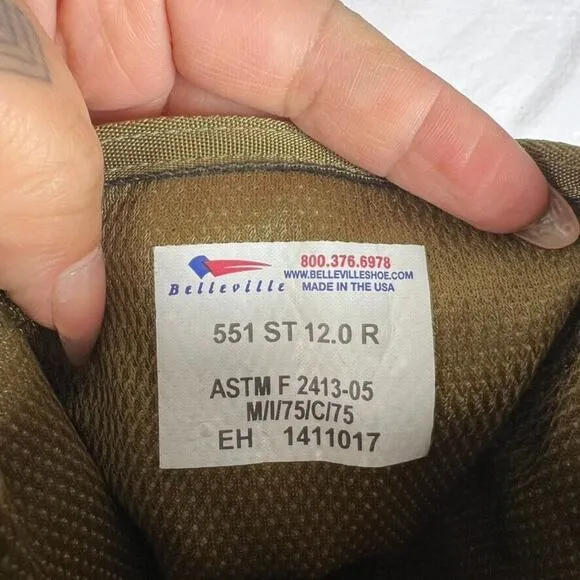 800.376.6978
WWW.BELLEVILLESHOE.COM
Belleville MADE IN THE USA
551 ST 12.0 R
ASTM F 2413-05
M/I/75/C/75
EH 1411017